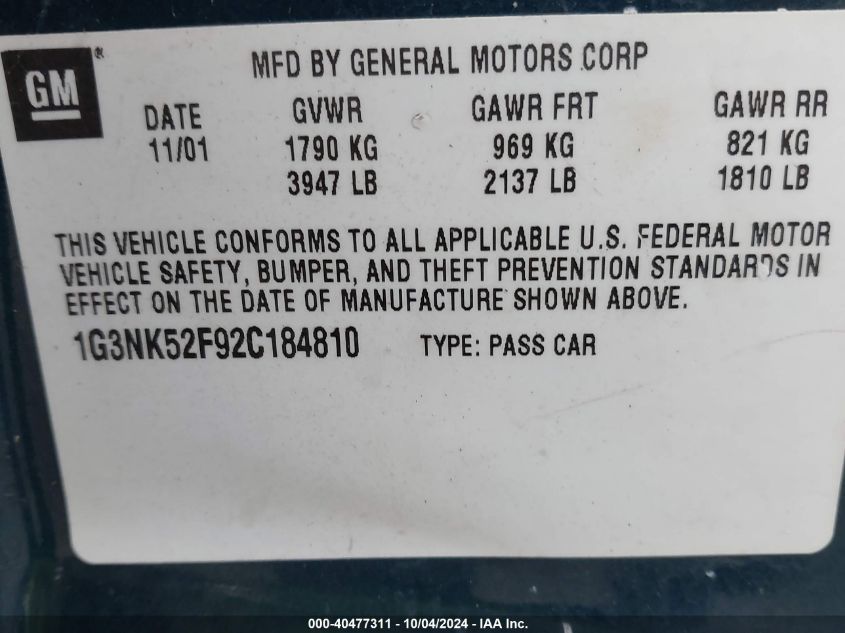 GM ®
MFD BY GENERAL MOTORS CORP
DATE GVWR GAWR FRT GAWR RR
11/01 1790 KG 969 KG 821 KG
3947 LB 2137 LB 1810 LB
THIS VEHICLE CONFORMS TO ALL APPLICABLE U.S. FEDERAL MOTOR
VEHICLE SAFETY, BUMPER, AND THEFT PREVENTION STANDARDS IN
EFFECT ON THE DATE OF MANUFACTURE SHOWN ABOVE.
1G3NK52F92C184810 TYPE: PASS CAR
000-40477311 - 10/04/2024 - IAA Inc.